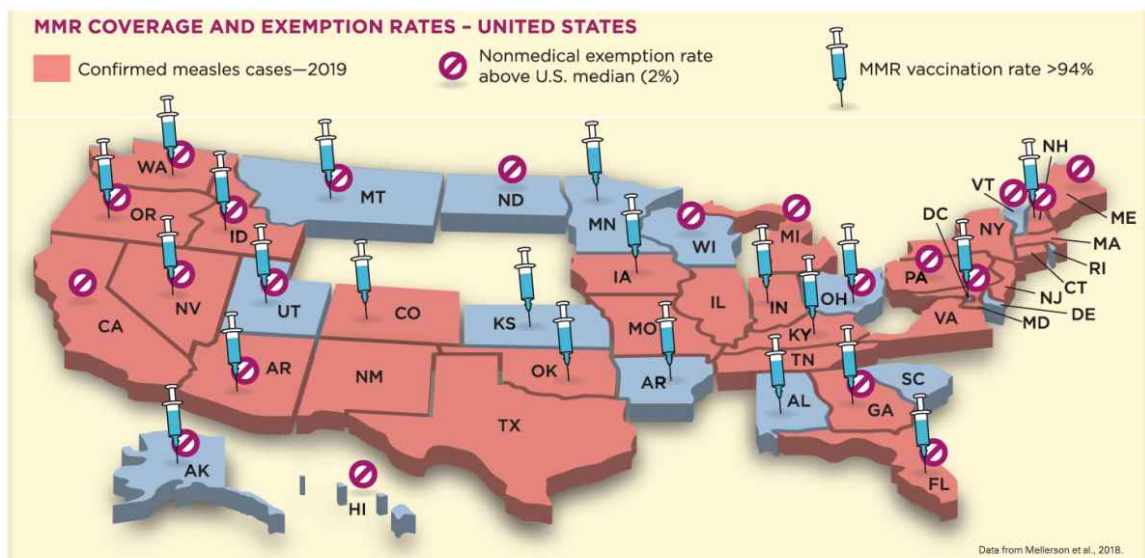 MMR COVERAGE AND EXEMPTION RATES – UNITED STATES
Confirmed measles cases—2019
Nonmedical exemption rate
above U.S. median (2%)
MMR vaccination rate >94%
WA
MT
ND
MN
OR
ID
WI
MI
VT
NH
ME
NY
DC
MA
RI
CT
NJ
DE
MD
PA
CA
NV
UT
CO
KS
IA
IL
IN
OH
MO
KY
VA
TN
AR
NM
OK
AR
TX
AL
GA
SC
FL
AK
HI
Data from Mellerson et al., 2018.